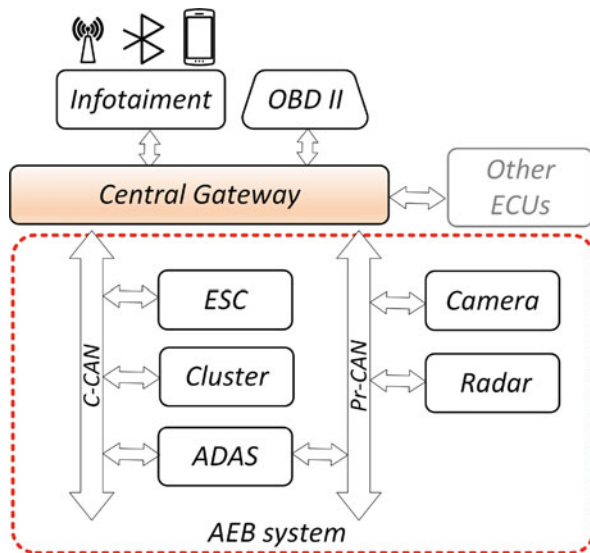 Infotaiment
OBD II
Central Gateway
Other
ECUs
C-CAN
ESC
Cluster
ADAS
Pr-CAN
Camera
Radar
AEB system